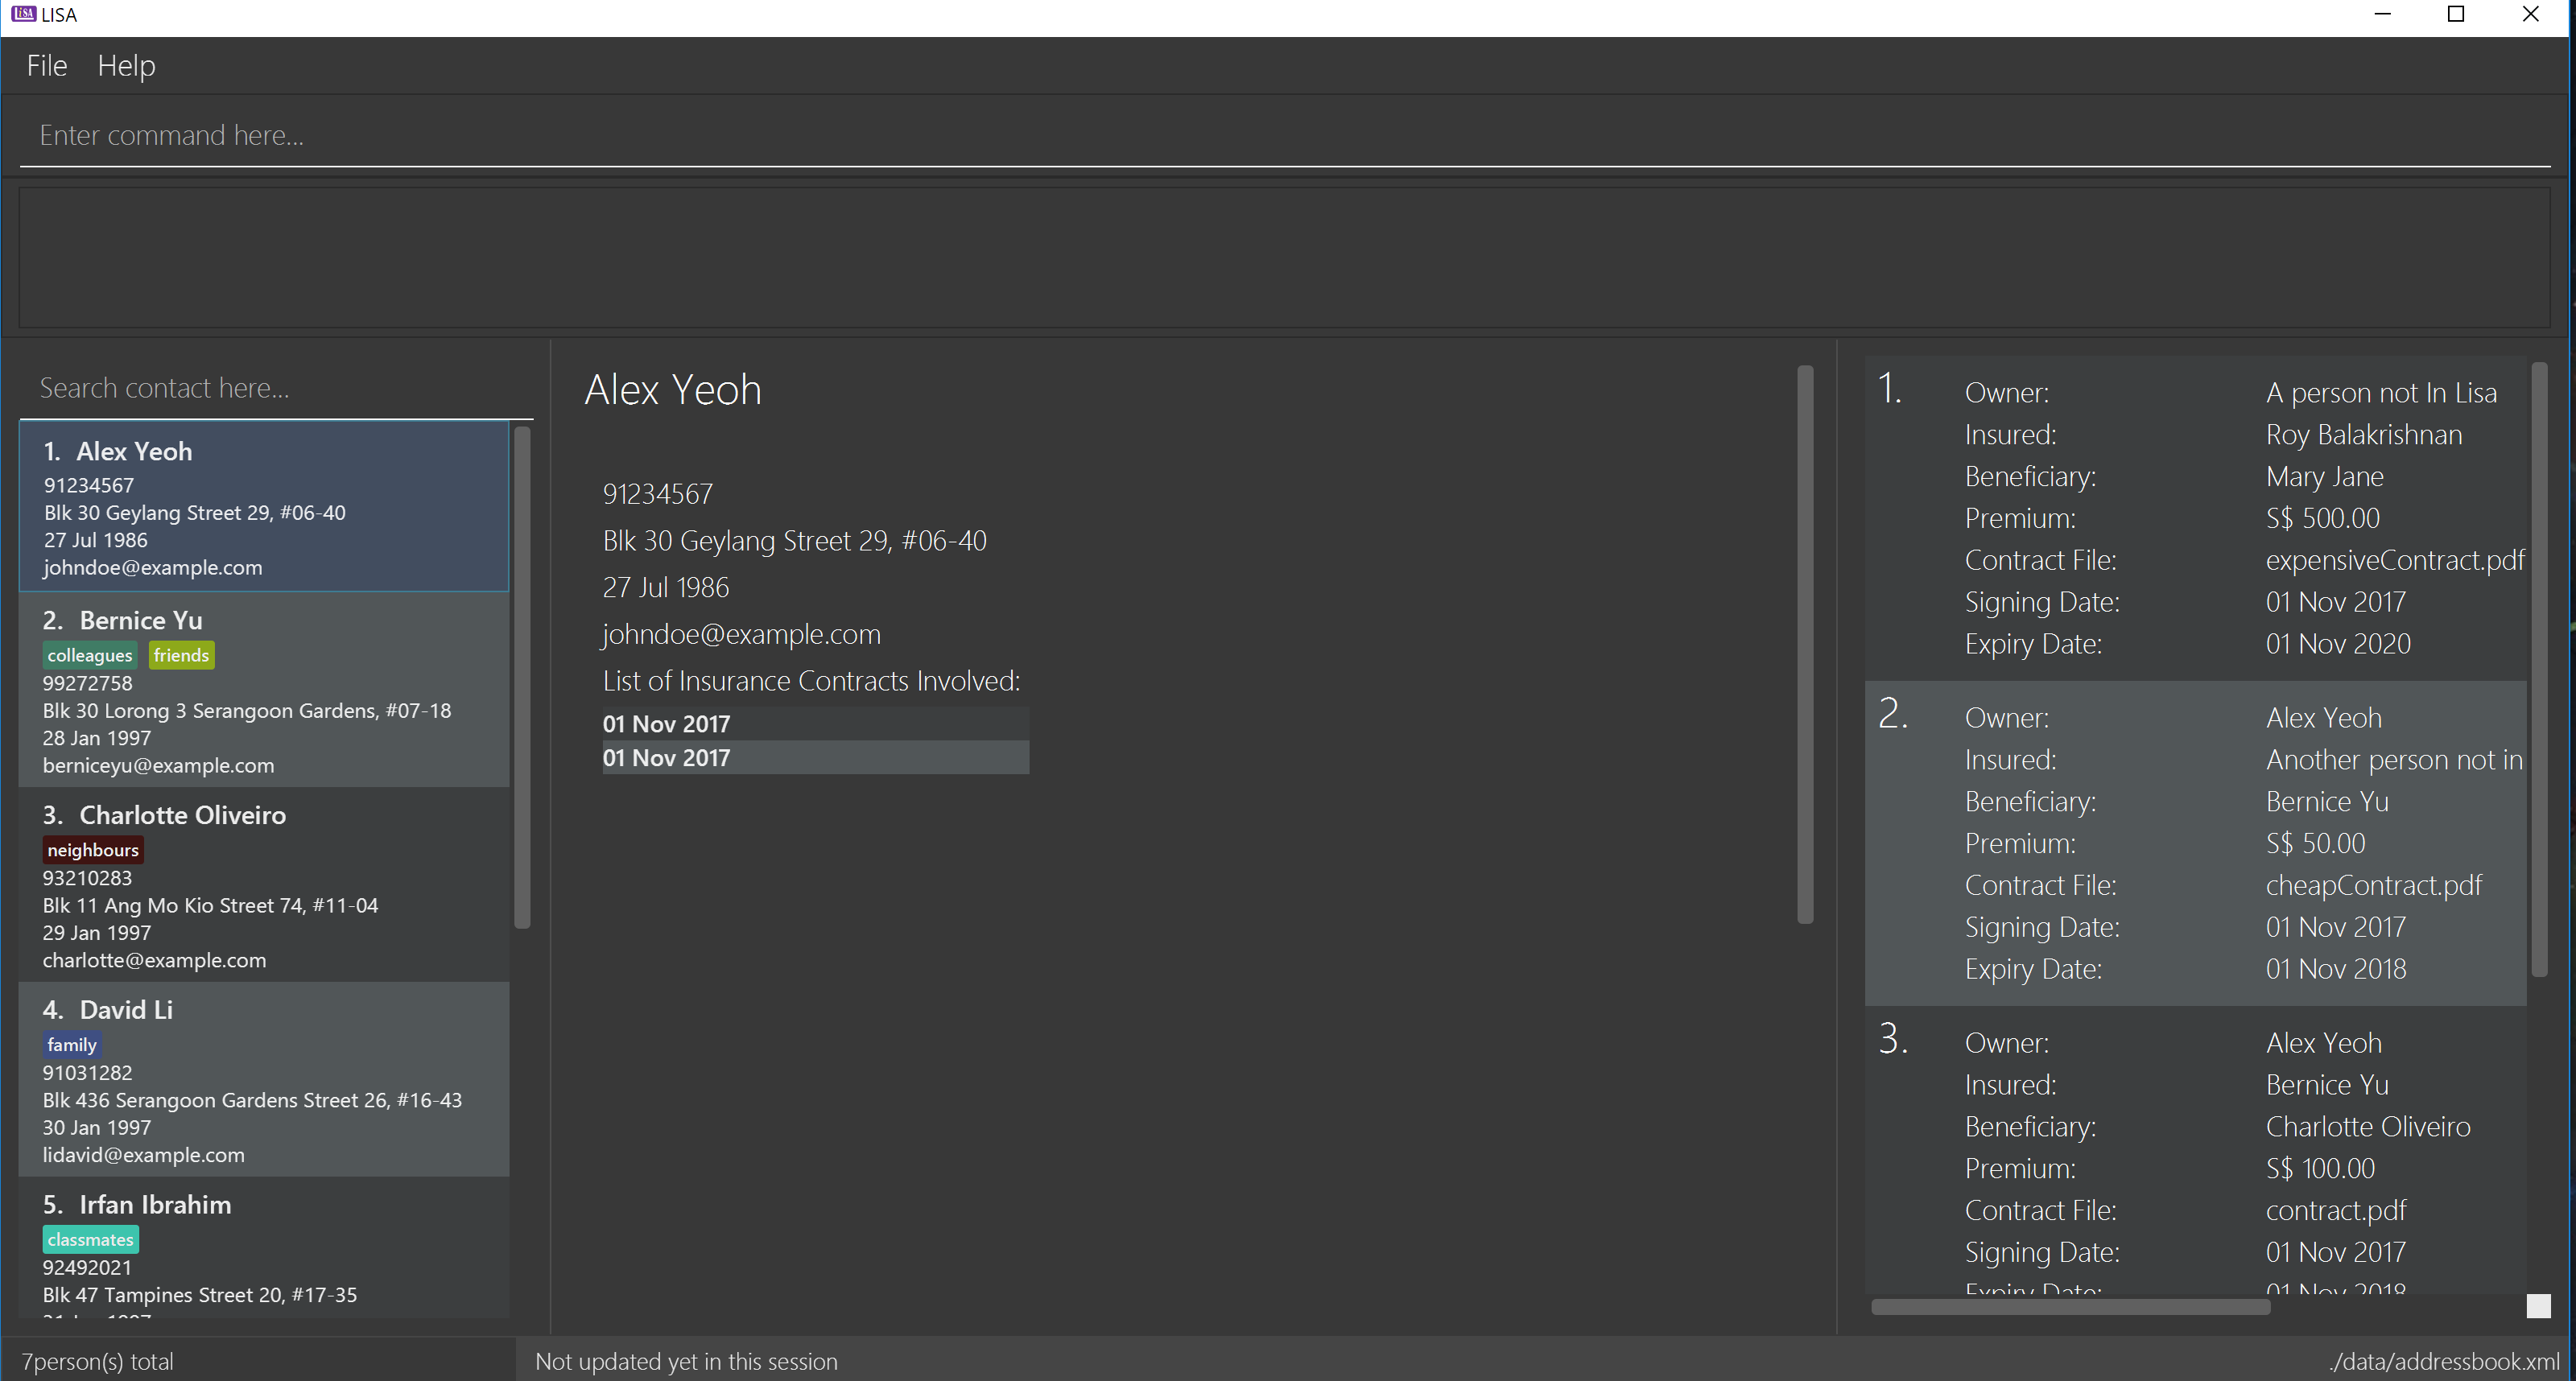 LISA LISA
File Help
Enter command here...
Search contact here...
1. Alex Yeoh
91234567
Blk 30 Geylang Street 29, #06-40
27 Jul 1986
johndoe@example.com
2. Bernice Yu
colleagues friends
99272758
Blk 30 Lorong 3 Serangoon Gardens, #07-18
28 Jan 1997
berniceyu@example.com
3. Charlotte Oliveiro
neighbours
93210283
Blk 11 Ang Mo Kio Street 74, #11-04
29 Jan 1997
charlotte@example.com
4. David Li
family
91031282
Blk 436 Serangoon Gardens Street 26, #16-43
30 Jan 1997
lidavid@example.com
5. Irfan Ibrahim
classmates
92492021
Blk 47 Tampines Street 20, #17-35
Alex Yeoh
91234567
Blk 30 Geylang Street 29, #06-40
27 Jul 1986
johndoe@example.com
List of Insurance Contracts Involved:
01 Nov 2017
01 Nov 2017
1. Owner: A person not In Lisa
Insured: Roy Balakrishnan
Beneficiary: Mary Jane
Premium: S$ 500.00
Contract File: expensiveContract.pdf
Signing Date: 01 Nov 2017
Expiry Date: 01 Nov 2020
2. Owner: Alex Yeoh
Insured: Another person not in
Beneficiary: Bernice Yu
Premium: S$ 50.00
Contract File: cheapContract.pdf
Signing Date: 01 Nov 2017
Expiry Date: 01 Nov 2018
3. Owner: Alex Yeoh
Insured: Bernice Yu
Beneficiary: Charlotte Oliveiro
Premium: S$ 100.00
Contract File: contract.pdf
Signing Date: 01 Nov 2017
Expiry Date: 01 Nov 2018
7person(s) total
Not updated yet in this session
./data/addressbook.xml